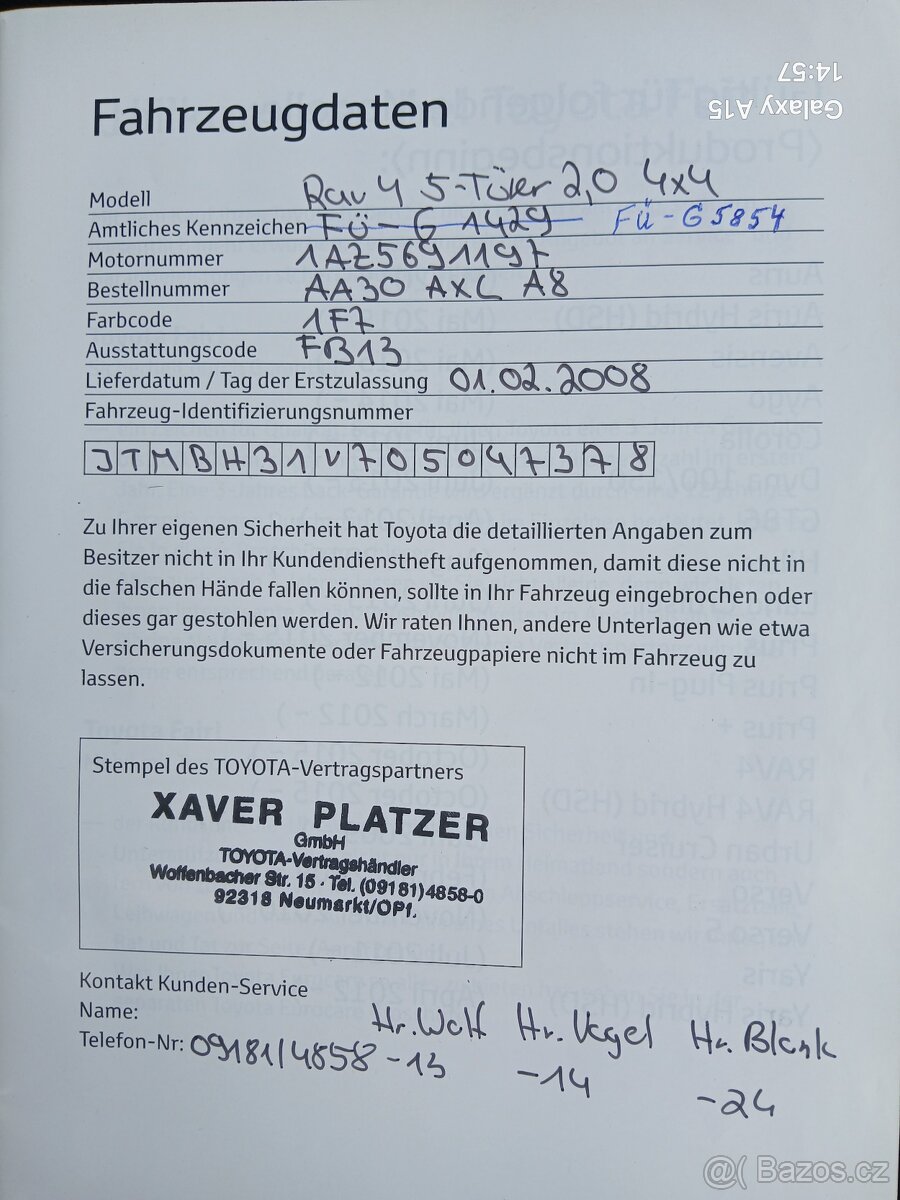 Galaxy A15
14:57
Fahrzeugdaten
Modell Rav 4 5-Türer 2,0 4x4
Amtliches Kennzeichen FÜ-G 1429 FÜ-G5854
Motornummer 1AZ5691197
Bestellnummer AA30 AXL A8
Farbcode 1F7
Ausstattungscode FB13
Lieferdatum / Tag der Erstzulassung 01.02.2008
Fahrzeug-Identifizierungsnummer
JTMBH31V705047378
Zu Ihrer eigenen Sicherheit hat Toyota die detaillierten Angaben zum
Besitzer nicht in Ihr Kundendienstheft aufgenommen, damit diese nicht in
die falschen Hände fallen können, sollte in Ihr Fahrzeug eingebrochen oder
dieses gar gestohlen werden. Wir raten Ihnen, andere Unterlagen wie etwa
Versicherungsdokumente oder Fahrzeugpapiere nicht im Fahrzeug zu
lassen.
Stempel des TOYOTA-Vertragspartners
XAVER PLATZER
GmbH
TOYOTA-Vertragshändler
Woffenbacher Str. 15 · Tel. (09181)4858-0
92318 Neumarkt/OPf.
Kontakt Kunden-Service
Name: Hr. Wolf Hr. Vogel Hr. Blank
Telefon-Nr: 09181/4858 -13 -14 -24
@( Bazos.cz